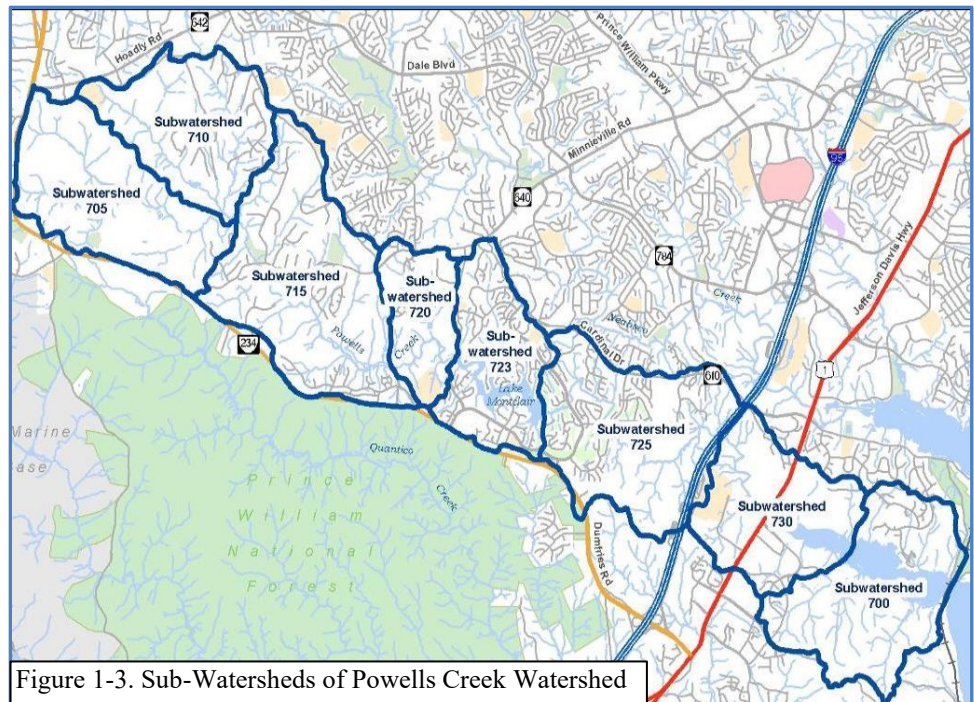 642
Hoadly Rd
Dale Blvd
Prince William Pkwy
Subwatershed
710
Minnieville Rd
95
Subwatershed
705
640
784
Jefferson Davis Hwy
Subwatershed
715
Sub-
watershed
720
Creek
Neabsco
Creek
Powells
234
Sub-
watershed
723
Cardinal Dr
610
1
Lake
Montclair
Subwatershed
725
Marine
ase
Quantico
Creek
Prince
William
National
Forest
Dumfries Rd
Subwatershed
730
Subwatershed
700
Figure 1-3. Sub-Watersheds of Powells Creek Watershed